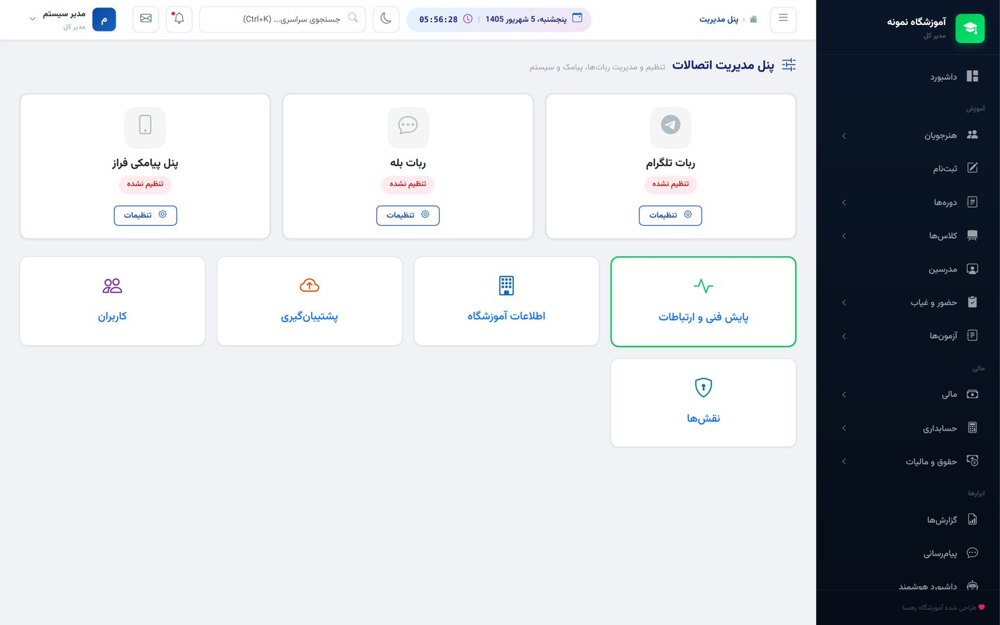 آموزشگاه نمونه
مدیر کل
داشبورد
آموزش
هنرجویان
ثبت‌نام
دوره‌ها
کلاس‌ها
مدرسین
حضور و غیاب
آزمون‌ها
مالی
مالی
حسابداری
حقوق و مالیات
ابزارها
گزارش‌ها
پیام‌رسانی
داشبورد هوشمند
طراحی شده آموزشگاه رهسا
پنل مدیریت
پنجشنبه، 5 شهریور 1405 | 05:56:28
جستجوی سراسری... (Ctrl+K)
مدیر سیستم
مدیر کل
م
پنل مدیریت اتصالات تنظیم و مدیریت ربات‌ها، پیامک و سیستم
ربات تلگرام
تنظیم نشده
تنظیمات
ربات بله
تنظیم نشده
تنظیمات
پنل پیامکی فراز
تنظیم نشده
تنظیمات
پایش فنی و ارتباطات
اطلاعات آموزشگاه
پشتیبان‌گیری
کاربران
نقش‌ها